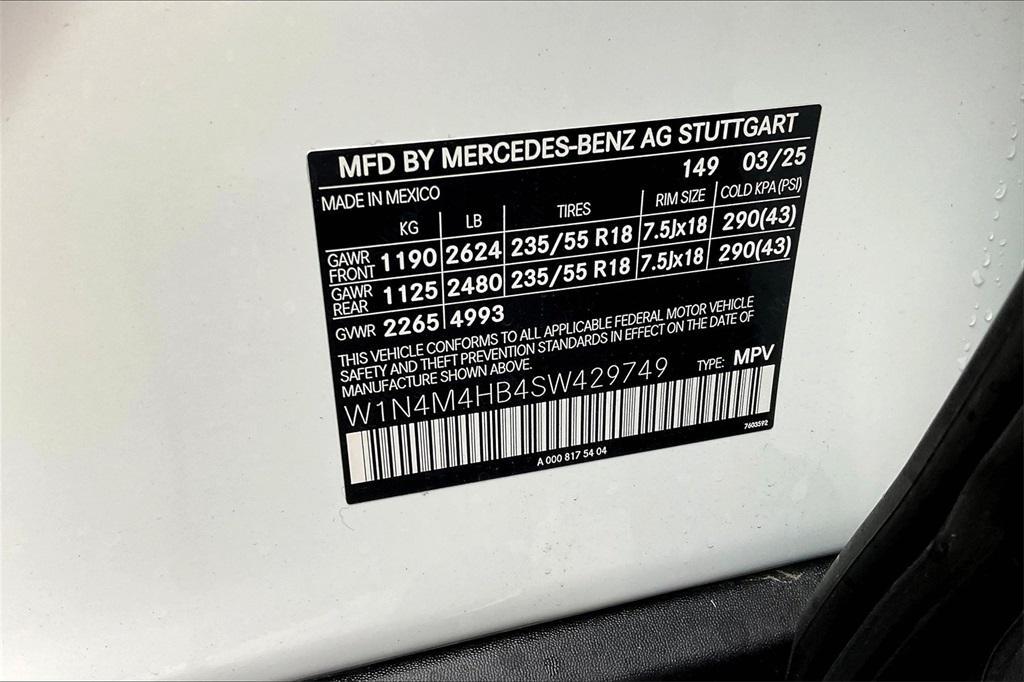 MFD BY MERCEDES-BENZ AG STUTTGART
149 03/25
MADE IN MEXICO
KG LB TIRES RIM SIZE COLD KPA (PSI)
GAWR FRONT 1190 2624 235/55 R18 7.5Jx18 290(43)
GAWR REAR 1125 2480 235/55 R18 7.5Jx18 290(43)
GVWR 2265 4993
THIS VEHICLE CONFORMS TO ALL APPLICABLE FEDERAL MOTOR VEHICLE
SAFETY AND THEFT PREVENTION STANDARDS IN EFFECT ON THE DATE OF
MANUFACTURE SHOWN ABOVE.
TYPE: MPV
W1N4M4HB4SW429749
7603592
A 000 817 54 04